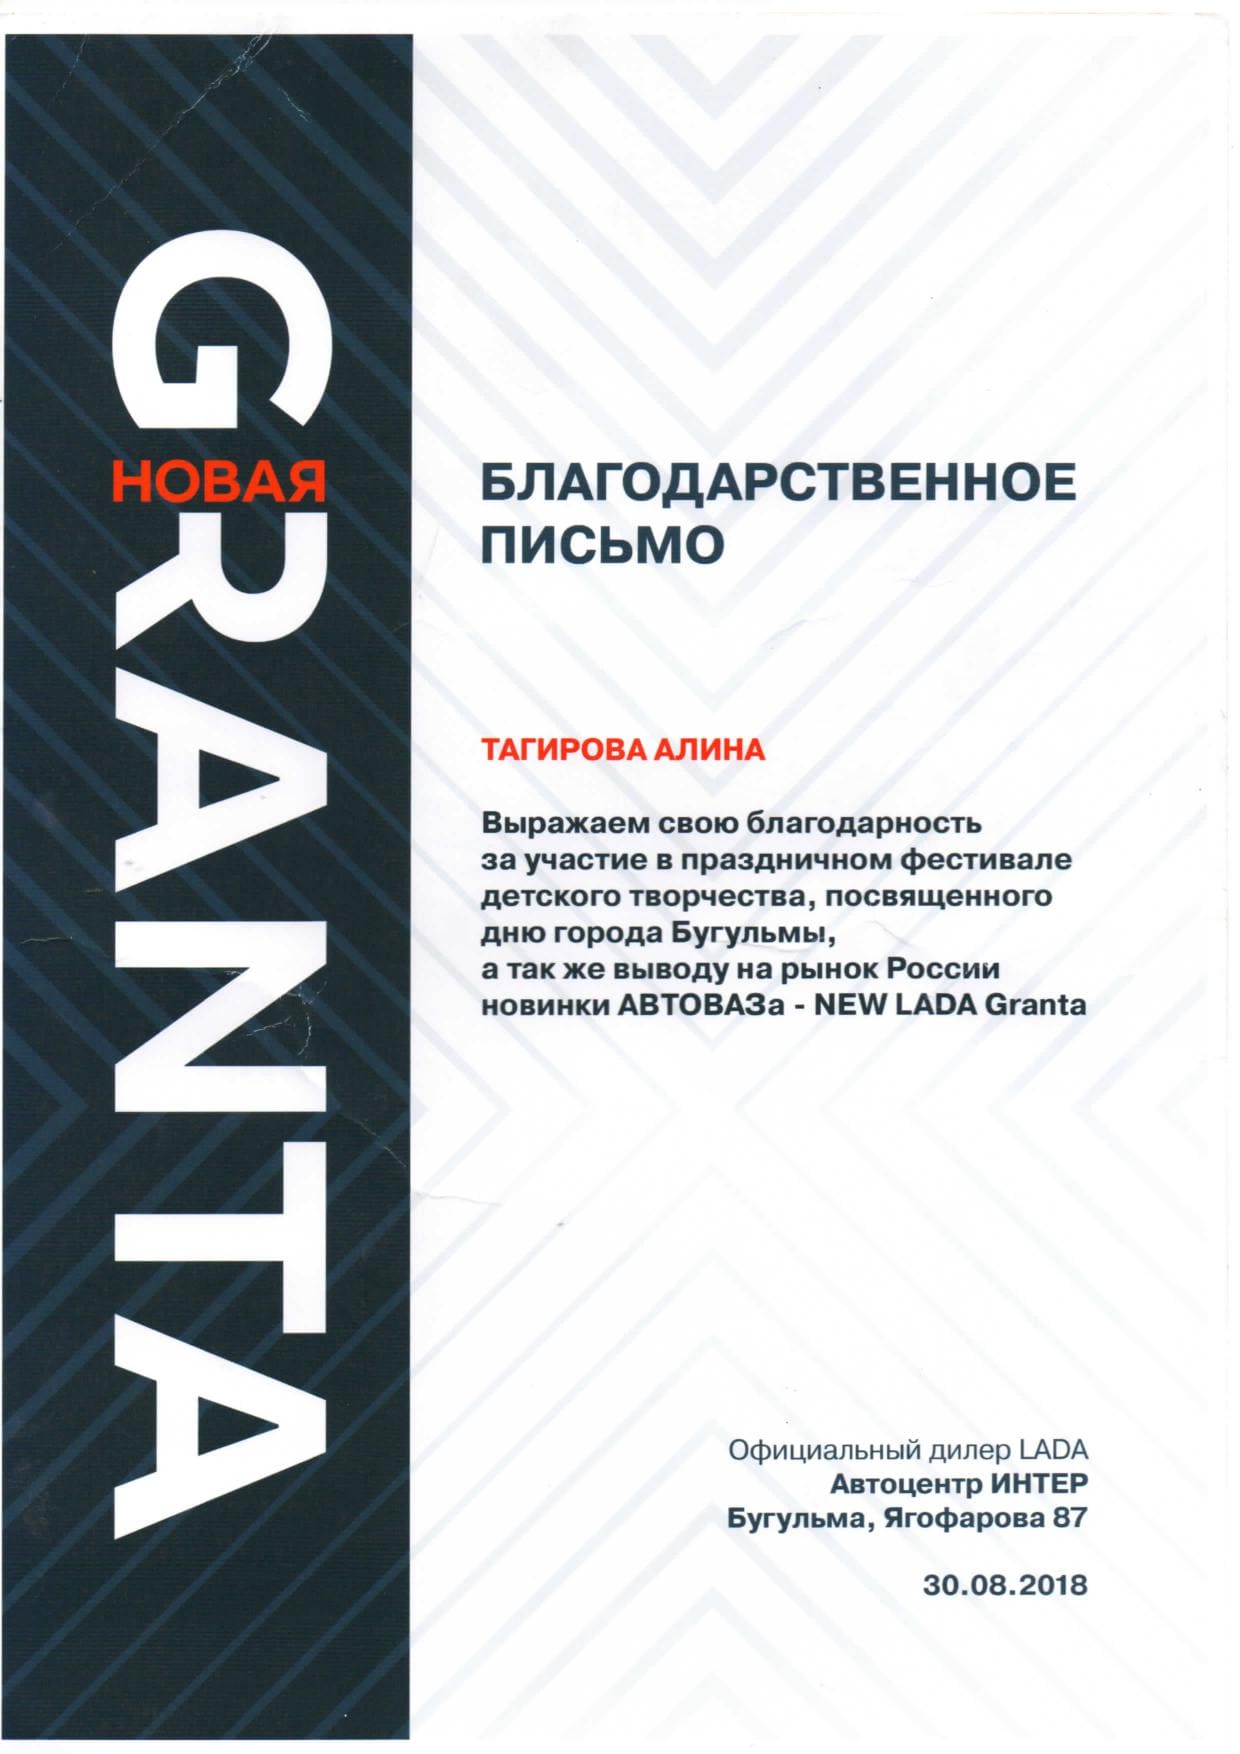 GRANTA
НОВАЯ
БЛАГОДАРСТВЕННОЕ
ПИСЬМО
ТАГИРОВА АЛИНА
Выражаем свою благодарность
за участие в праздничном фестивале
детского творчества, посвященного
дню города Бугульмы,
а так же выводу на рынок России
новинки АВТОВАЗа - NEW LADA Granta
Официальный дилер LADA
Автоцентр ИНТЕР
Бугульма, Ягофарова 87
30.08.2018